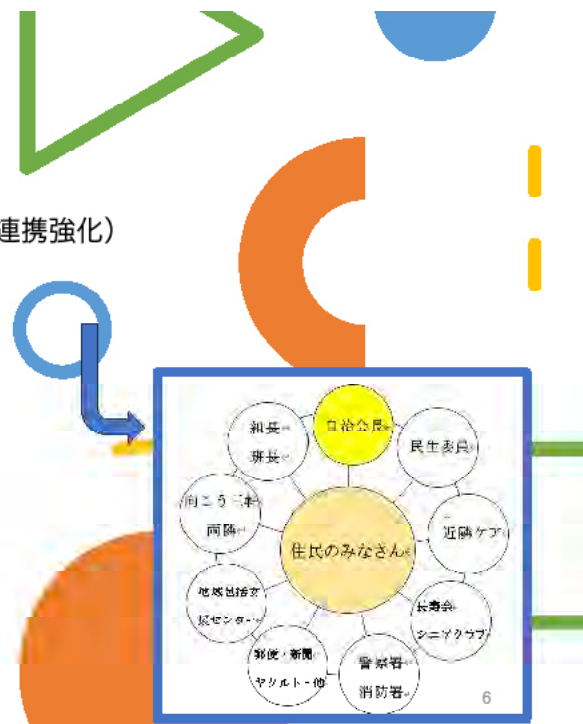 連携強化）
自治会長
組長
班長
民生委員
向こう三軒
両隣
近隣ケア
住民のみなさん
地域包括支
援センター
長寿会
シニアクラブ
郵便・新聞
ヤクルト・他
警察署
消防署
6